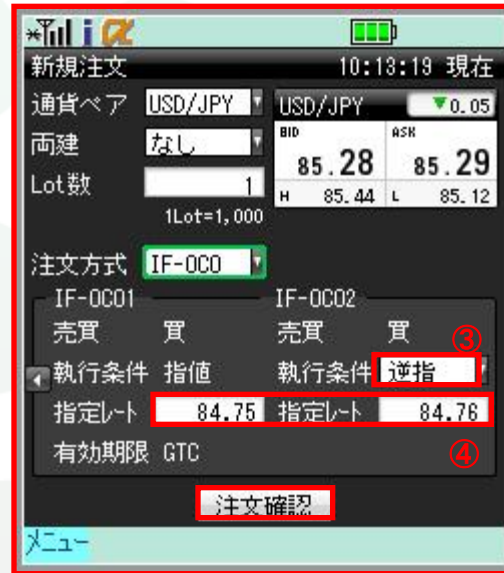 iα
新規注文 10:13:19 現在
通貨ペア USD/JPY
USD/JPY ▼0.05
両建 なし
BID ASK
85.28 85.29
Lot数 1
H 85.44 L 85.12
1Lot=1,000
注文方式 IF-OCO
IF-OCO1 IF-OCO2
売買 買 売買 買
③
執行条件 指値 執行条件 逆指
指定レート 84.75 指定レート 84.76
有効期限 GTC
④
注文確認
メニュー